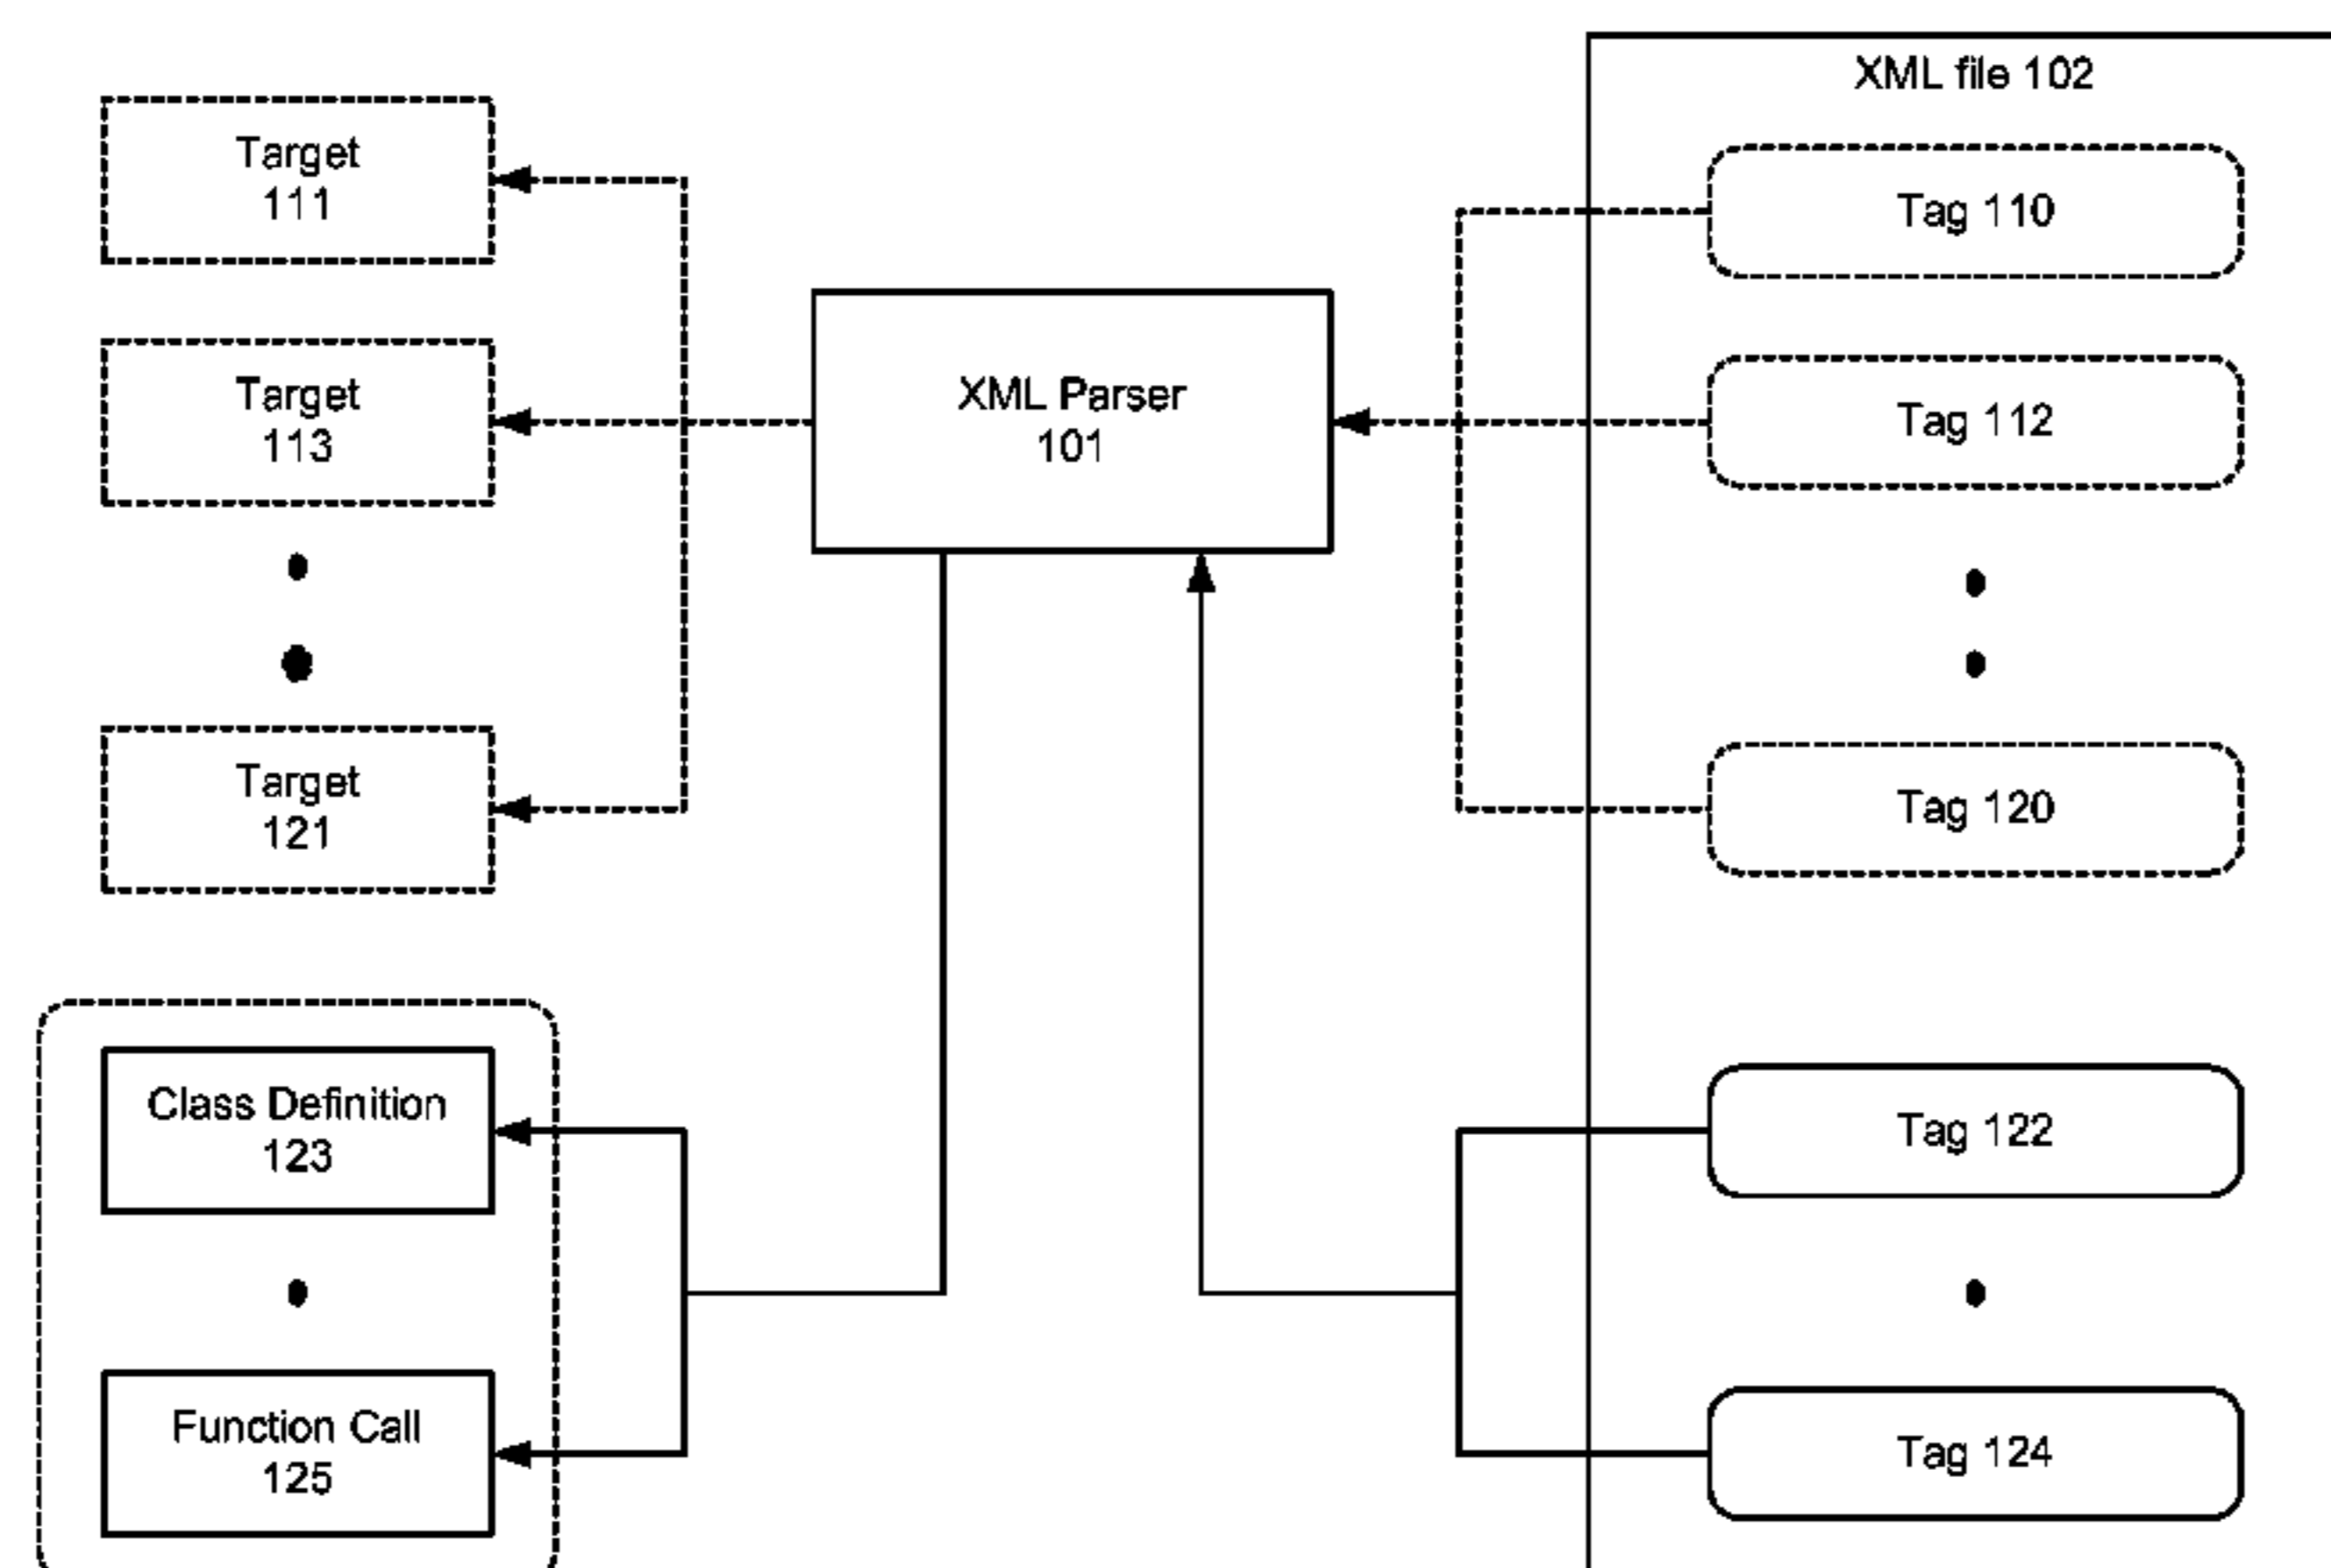 XML file 102
Target
111
Tag 110
Target
113
XML Parser
101
Tag 112
Target
121
Tag 120
Class Definition
123
Tag 122
Function Call
125
Tag 124